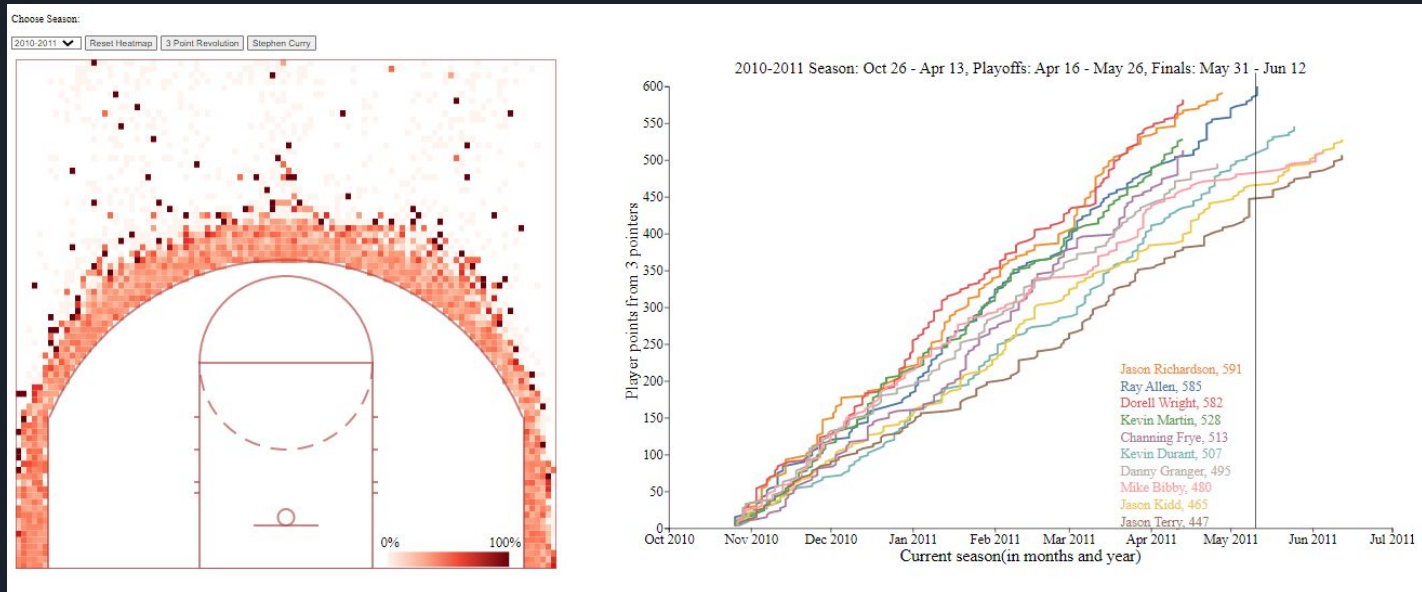 Choose Season:
2010-2011 Reset Heatmap 3 Point Revolution Stephen Curry
0% 100%
2010-2011 Season: Oct 26 - Apr 13, Playoffs: Apr 16 - May 26, Finals: May 31 - Jun 12
Player points from 3 pointers
600
550
500
450
400
350
300
250
200
150
100
50
0
Jason Richardson, 591
Ray Allen, 585
Dorell Wright, 582
Kevin Martin, 528
Channing Frye, 513
Kevin Durant, 507
Danny Granger, 495
Mike Bibby, 480
Jason Kidd, 465
Jason Terry, 447
Oct 2010 Nov 2010 Dec 2010 Jan 2011 Feb 2011 Mar 2011 Apr 2011 May 2011 Jun 2011 Jul 2011
Current season(in months and year)